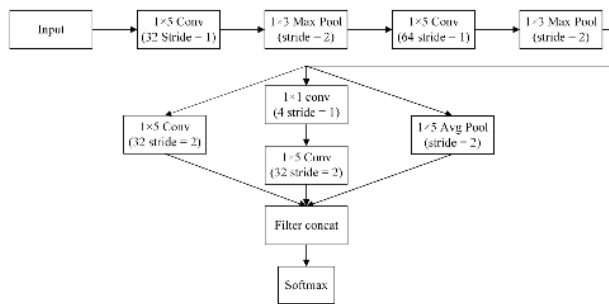 Input
1×5 Conv
(32 Stride = 1)
1×3 Max Pool
(stride = 2)
1×5 Conv
(64 stride = 1)
1×3 Max Pool
(stride = 2)
1×5 Conv
(32 stride = 2)
1×1 conv
(4 stride = 1)
1×5 Conv
(32 stride = 2)
1×5 Avg Pool
(stride = 2)
Filter concat
Softmax